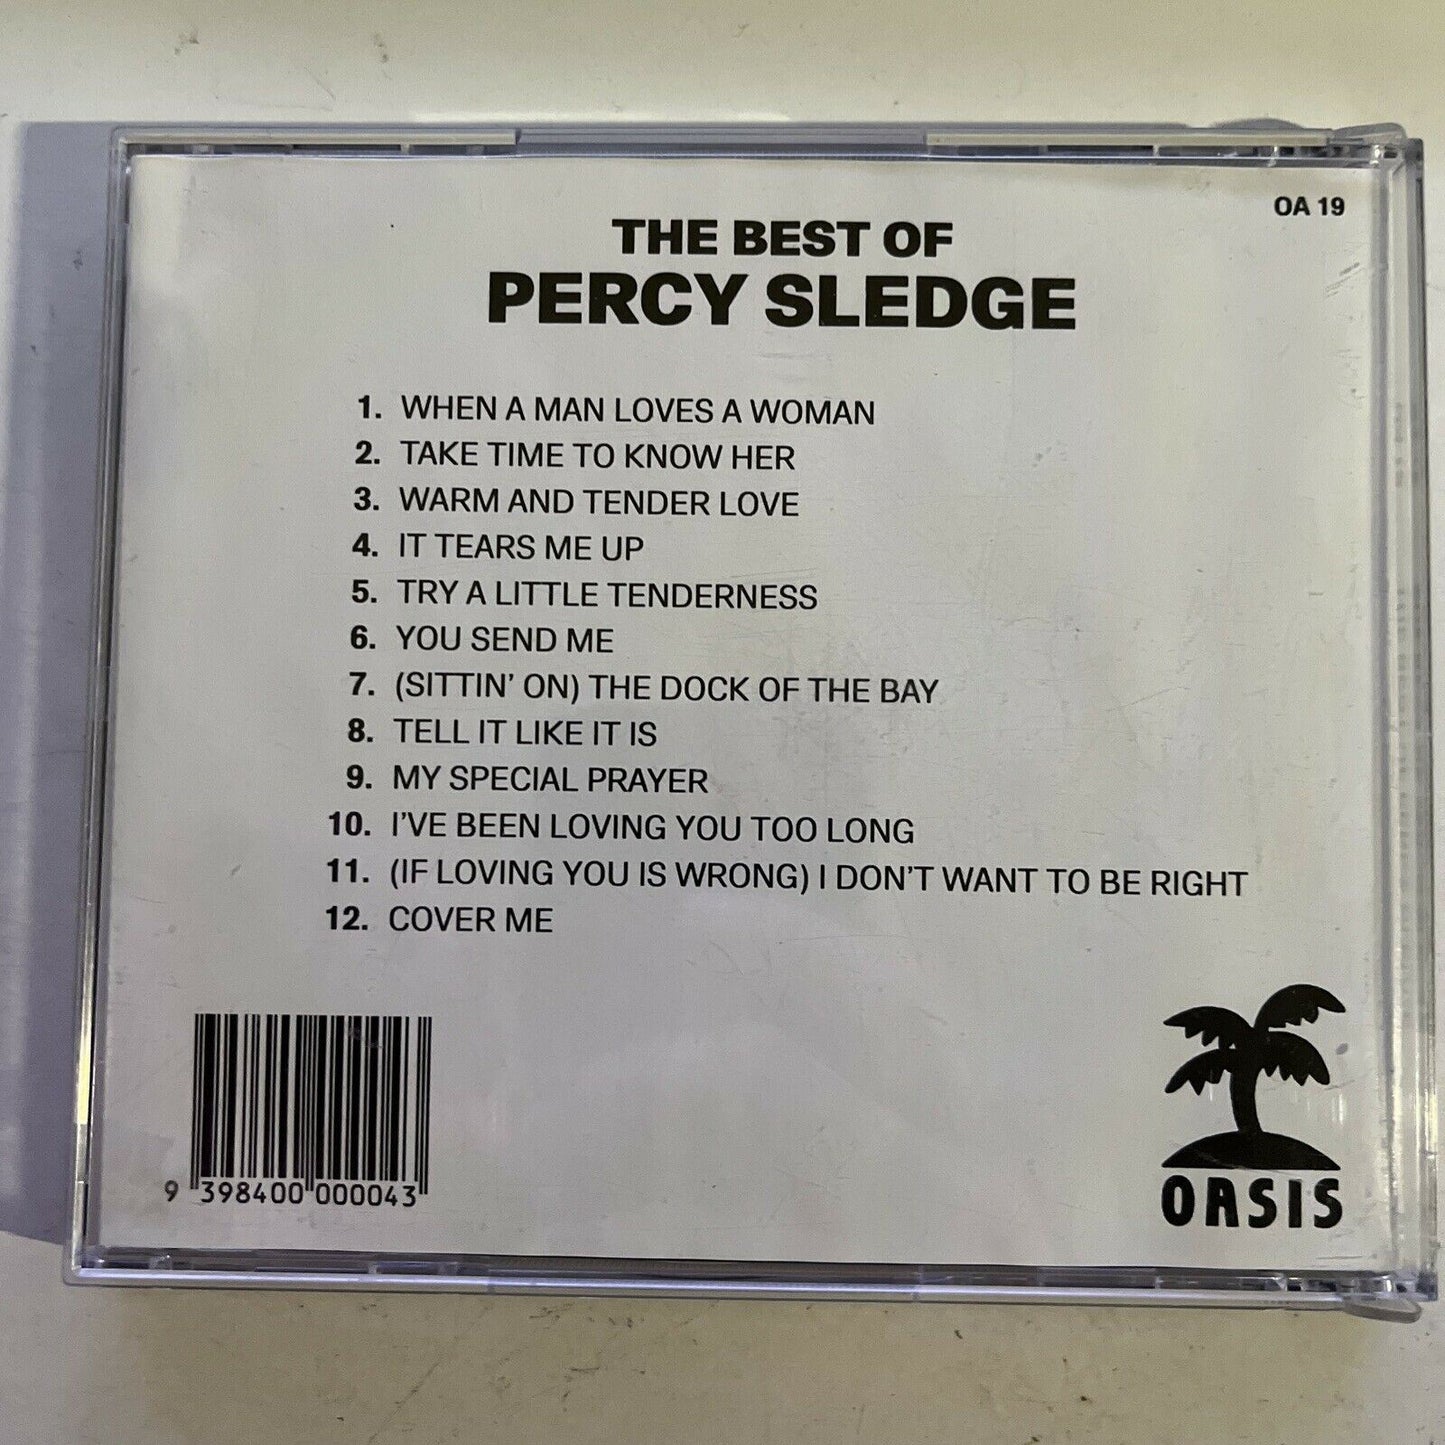 OA 19
THE BEST OF
PERCY SLEDGE
1. WHEN A MAN LOVES A WOMAN
2. TAKE TIME TO KNOW HER
3. WARM AND TENDER LOVE
4. IT TEARS ME UP
5. TRY A LITTLE TENDERNESS
6. YOU SEND ME
7. (SITTIN' ON) THE DOCK OF THE BAY
8. TELL IT LIKE IT IS
9. MY SPECIAL PRAYER
10. I'VE BEEN LOVING YOU TOO LONG
11. (IF LOVING YOU IS WRONG) I DON'T WANT TO BE RIGHT
12. COVER ME
9 398400 000043
OASIS